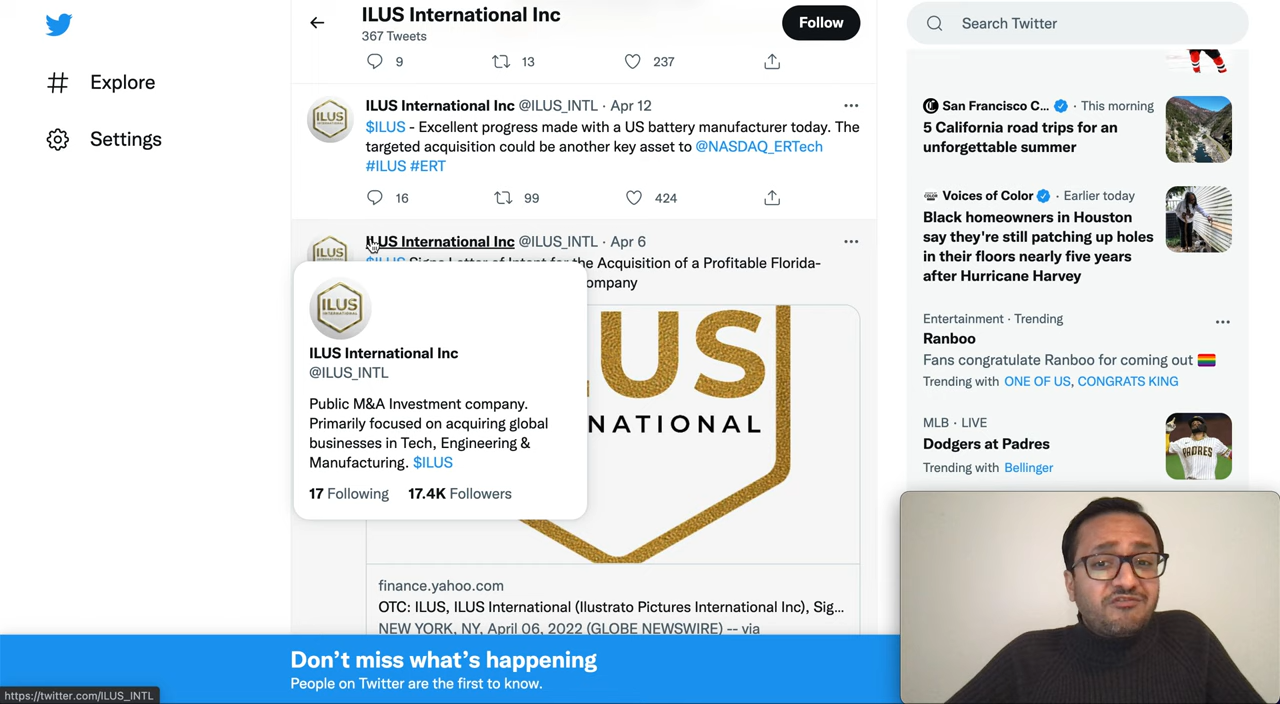 ILUS International Inc
367 Tweets
Follow
9
13
237
ILUS International Inc @ILUS_INTL · Apr 12
$ILUS - Excellent progress made with a US battery manufacturer today. The
targeted acquisition could be another key asset to @NASDAQ_ERTech
#ILUS #ERT
16
99
424
ILUS International Inc @ILUS_INTL · Apr 6
$ILUS Signs Letter of Intent for the Acquisition of a Profitable Florida-
ompany
ILUS
INTERNATIONAL
ILUS International Inc
@ILUS_INTL
Public M&A Investment company.
Primarily focused on acquiring global
businesses in Tech, Engineering &
Manufacturing. $ILUS
17 Following 17.4K Followers
LUS
NATIONAL
finance.yahoo.com
OTC: ILUS, ILUS International (Ilustrato Pictures International Inc), Sig...
NEW YORK, NY, April 06, 2022 (GLOBE NEWSWIRE) -- via
Explore
Settings
Search Twitter
San Francisco C... · This morning
5 California road trips for an
unforgettable summer
Voices of Color · Earlier today
Black homeowners in Houston
say they're still patching up holes
in their floors nearly five years
after Hurricane Harvey
Entertainment · Trending
Ranboo
Fans congratulate Ranboo for coming out 🏳️‍🌈
Trending with ONE OF US, CONGRATS KING
MLB · LIVE
Dodgers at Padres
Trending with Bellinger
PADRES
Don’t miss what’s happening
People on Twitter are the first to know.
https://twitter.com/ILUS_INTL